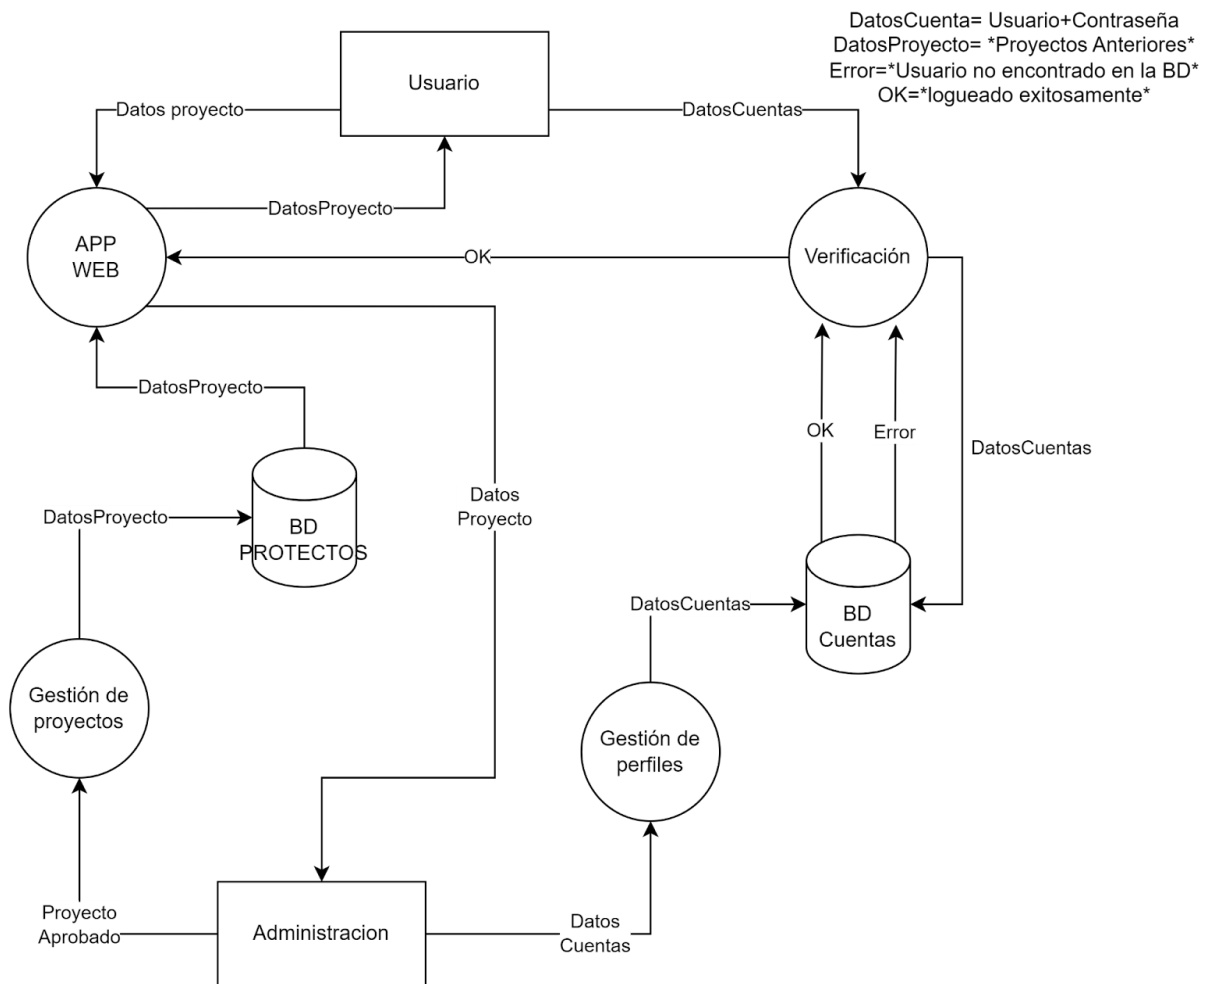 DatosCuenta= Usuario+Contraseña
DatosProyecto= *Proyectos Anteriores*
Error=*Usuario no encontrado en la BD*
OK=*logueado exitosamente*
Usuario
Datos proyecto
DatosCuentas
DatosProyecto
APP
WEB
OK
Verificación
DatosProyecto
OK
Error
DatosCuentas
Datos
Proyecto
DatosProyecto
BD
PROTECTOS
DatosCuentas
BD
Cuentas
Gestión de
proyectos
Gestión de
perfiles
Proyecto
Aprobado
Administracion
Datos
Cuentas